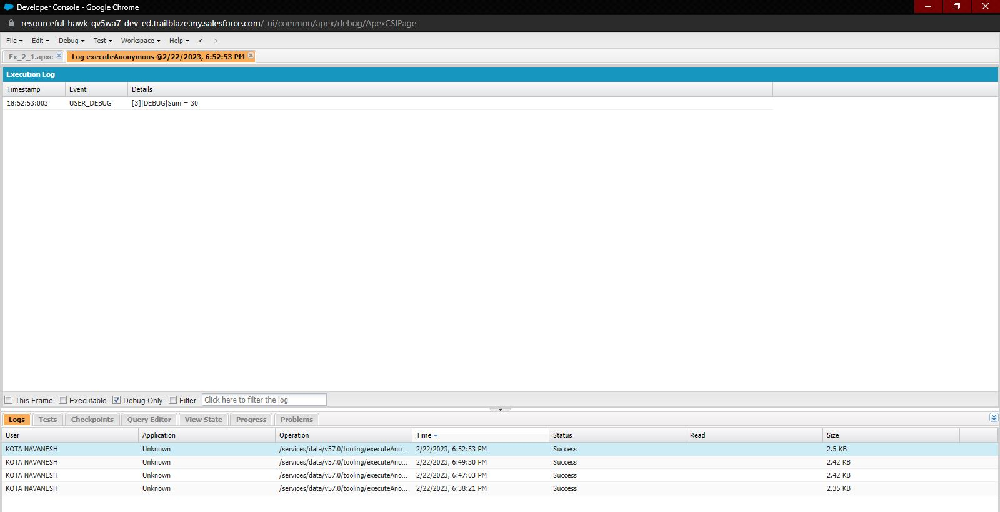 Developer Console - Google Chrome
resourceful-hawk-qv5wa7-dev-ed.trailblaze.my.salesforce.com/_ui/common/apex/debug/ApexCSIPage
File Edit Debug Test Workspace Help < >
Ex_2_1.apxc Log executeAnonymous @2/22/2023, 6:52:53 PM
Execution Log
Timestamp Event Details
18:52:53:003 USER_DEBUG [3]|DEBUG|Sum = 30
This Frame Executable Debug Only Filter Click here to filter the log
Logs Tests Checkpoints Query Editor View State Progress Problems
User Application Operation Time Status Read Size
KOTA NAVANESH Unknown /services/data/v57.0/tooling/executeAno... 2/22/2023, 6:52:53 PM Success 2.5 KB
KOTA NAVANESH Unknown /services/data/v57.0/tooling/executeAno... 2/22/2023, 6:49:30 PM Success 2.42 KB
KOTA NAVANESH Unknown /services/data/v57.0/tooling/executeAno... 2/22/2023, 6:47:03 PM Success 2.42 KB
KOTA NAVANESH Unknown /services/data/v57.0/tooling/executeAno... 2/22/2023, 6:38:21 PM Success 2.35 KB